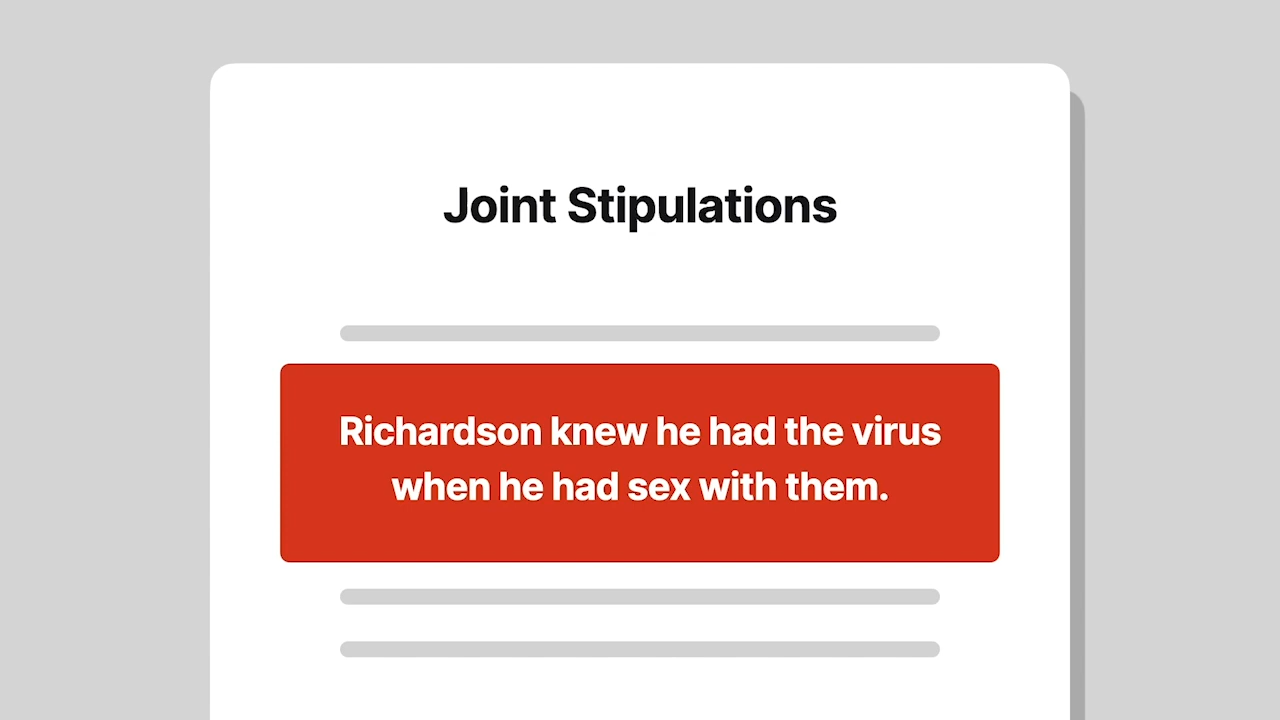 Joint Stipulations
Richardson knew he had the virus
when he had sex with them.